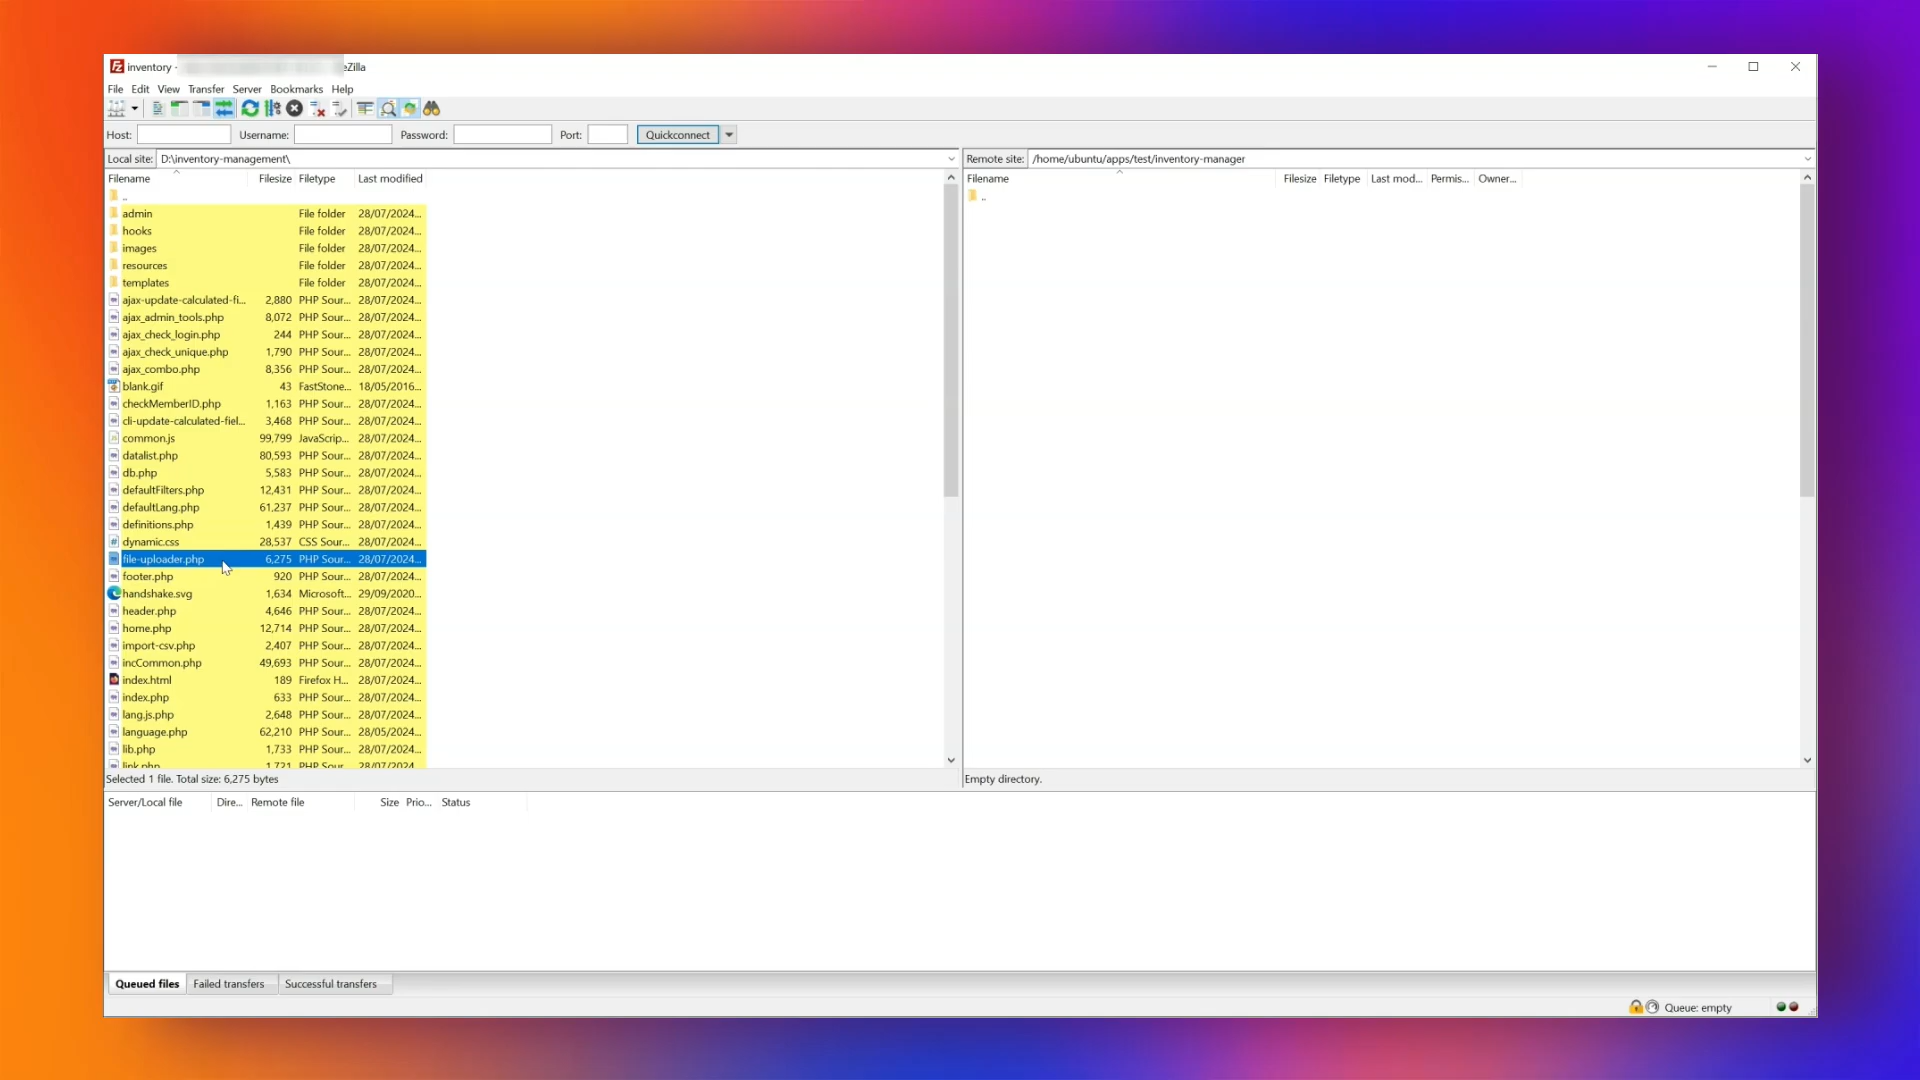 inventory - eZilla
File Edit View Transfer Server Bookmarks Help
Host: Username: Password: Port: Quickconnect
Local site: D:\inventory-management\
Filename Filesize Filetype Last modified
..
admin File folder 28/07/2024...
hooks File folder 28/07/2024...
images File folder 28/07/2024...
resources File folder 28/07/2024...
templates File folder 28/07/2024...
ajax-update-calculated-fi... 2,880 PHP Sour... 28/07/2024...
ajax_admin_tools.php 8,072 PHP Sour... 28/07/2024...
ajax_check_login.php 244 PHP Sour... 28/07/2024...
ajax_check_unique.php 1,790 PHP Sour... 28/07/2024...
ajax_combo.php 8,356 PHP Sour... 28/07/2024...
blank.gif 43 FastStone... 18/05/2016...
checkMemberID.php 1,163 PHP Sour... 28/07/2024...
cli-update-calculated-fiel... 3,468 PHP Sour... 28/07/2024...
common.js 99,799 JavaScrip... 28/07/2024...
datalist.php 80,593 PHP Sour... 28/07/2024...
db.php 5,583 PHP Sour... 28/07/2024...
defaultFilters.php 12,431 PHP Sour... 28/07/2024...
defaultLang.php 61,237 PHP Sour... 28/07/2024...
definitions.php 1,439 PHP Sour... 28/07/2024...
dynamic.css 28,537 CSS Sour... 28/07/2024...
file-uploader.php 6,275 PHP Sour... 28/07/2024...
footer.php 920 PHP Sour... 28/07/2024...
handshake.svg 1,634 Microsoft... 29/09/2020...
header.php 4,646 PHP Sour... 28/07/2024...
home.php 12,714 PHP Sour... 28/07/2024...
import-csv.php 2,407 PHP Sour... 28/07/2024...
incCommon.php 49,693 PHP Sour... 28/07/2024...
index.html 189 Firefox H... 28/07/2024...
index.php 633 PHP Sour... 28/07/2024...
lang.js.php 2,648 PHP Sour... 28/07/2024...
language.php 62,210 PHP Sour... 28/05/2024...
lib.php 1,733 PHP Sour... 28/07/2024...
link.php 1,721 PHP Sour... 28/07/2024...
Selected 1 file. Total size: 6,275 bytes
Remote site: /home/ubuntu/apps/test/inventory-manager
Filename Filesize Filetype Last mod... Permis... Owner...
..
Empty directory.
Server/Local file Dire... Remote file Size Prio... Status
Queued files Failed transfers Successful transfers
Queue: empty